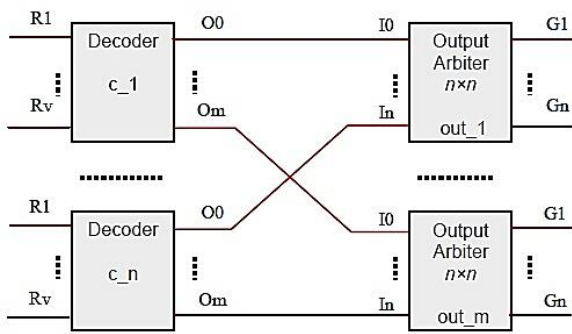 R1
Decoder
O0
I0
Output
Arbiter
n×n
G1
c_1
Rv
Om
In
out_1
Gn
R1
Decoder
O0
I0
Output
Arbiter
n×n
G1
c_n
Rv
Om
In
out_m
Gn